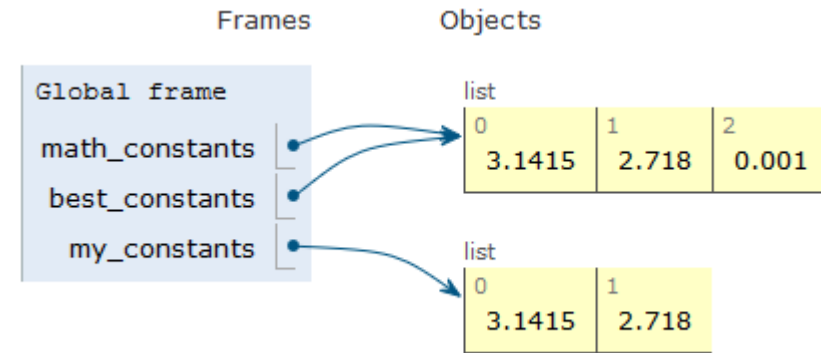 Frames Objects
Global frame
math_constants
best_constants
my_constants
list
0 1 2
3.1415 2.718 0.001
list
0 1
3.1415 2.718